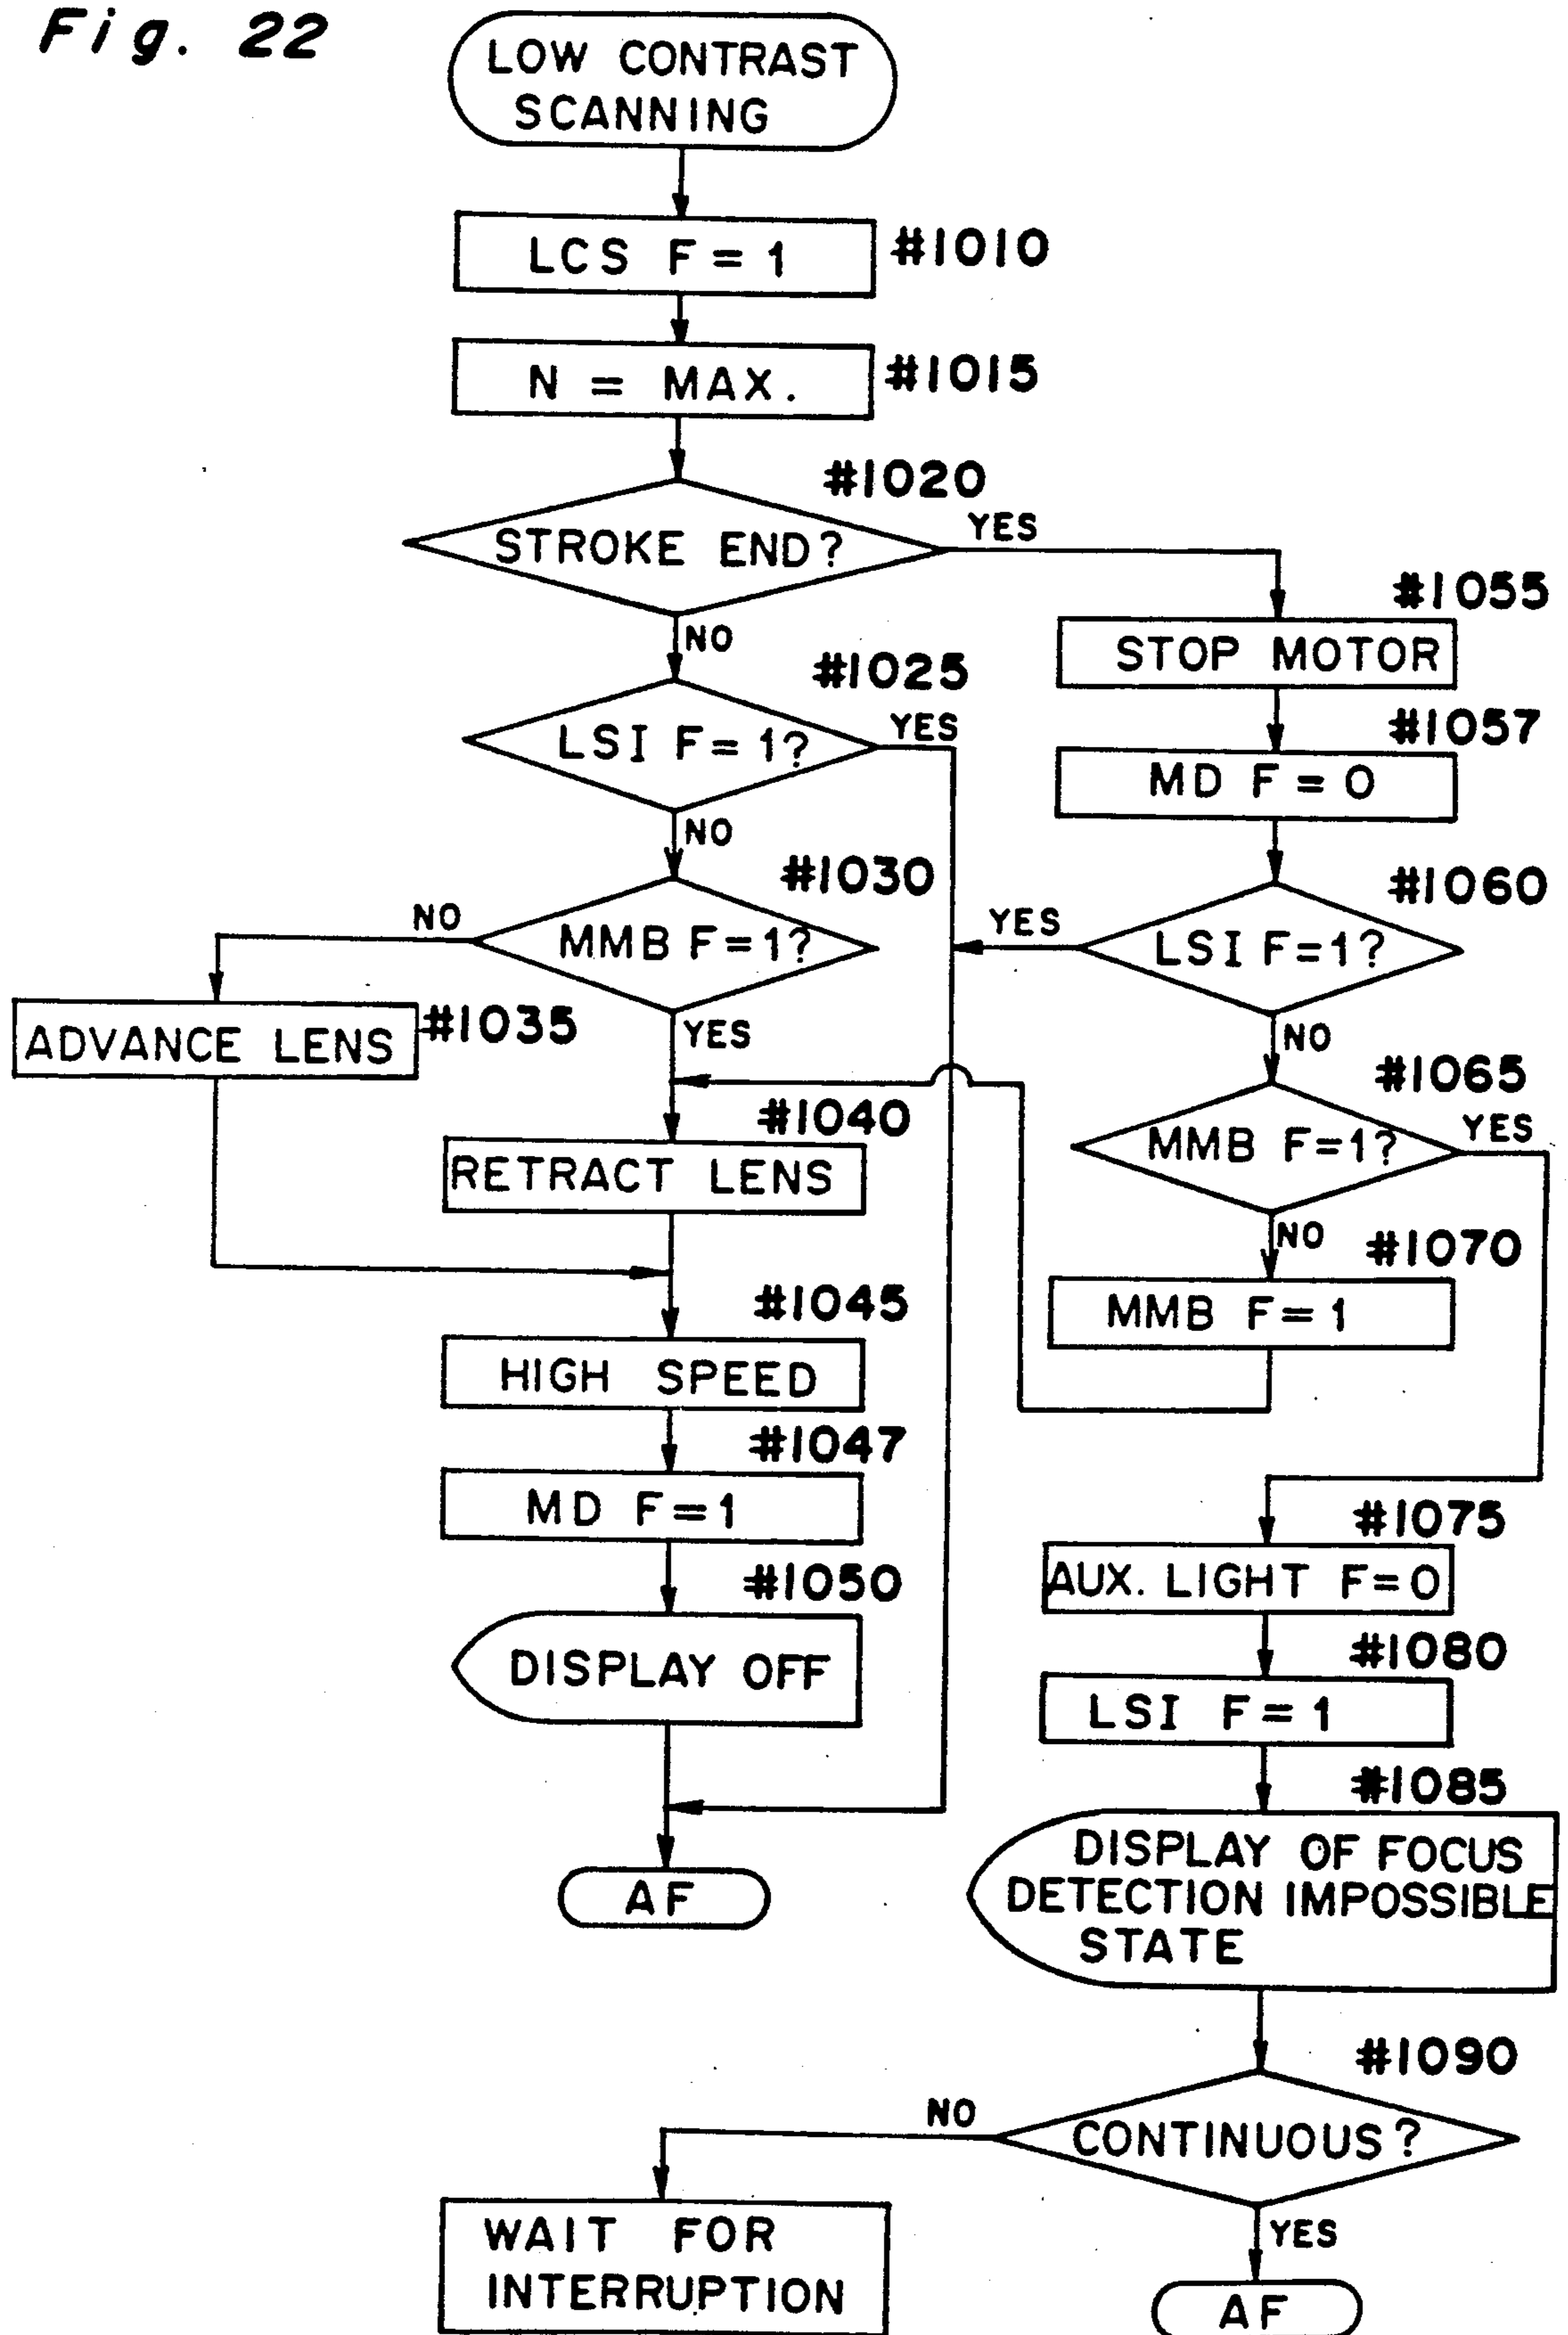 Fig. 22
LOW CONTRAST
SCANNING
LCS F = 1
#1010
N = MAX.
#1015
#1020
STROKE END?
YES
NO
#1025
LSI F = 1?
YES
NO
#1030
MMB F = 1?
NO
YES
ADVANCE LENS
#1035
#1040
RETRACT LENS
#1045
HIGH SPEED
#1047
MD F = 1
#1050
DISPLAY OFF
AF
#1055
STOP MOTOR
#1057
MD F = 0
#1060
LSI F = 1?
YES
NO
#1065
MMB F = 1?
YES
NO
#1070
MMB F = 1
#1075
AUX. LIGHT F = 0
#1080
LSI F = 1
#1085
DISPLAY OF FOCUS
DETECTION IMPOSSIBLE
STATE
#1090
CONTINUOUS?
NO
YES
WAIT FOR
INTERRUPTION
AF